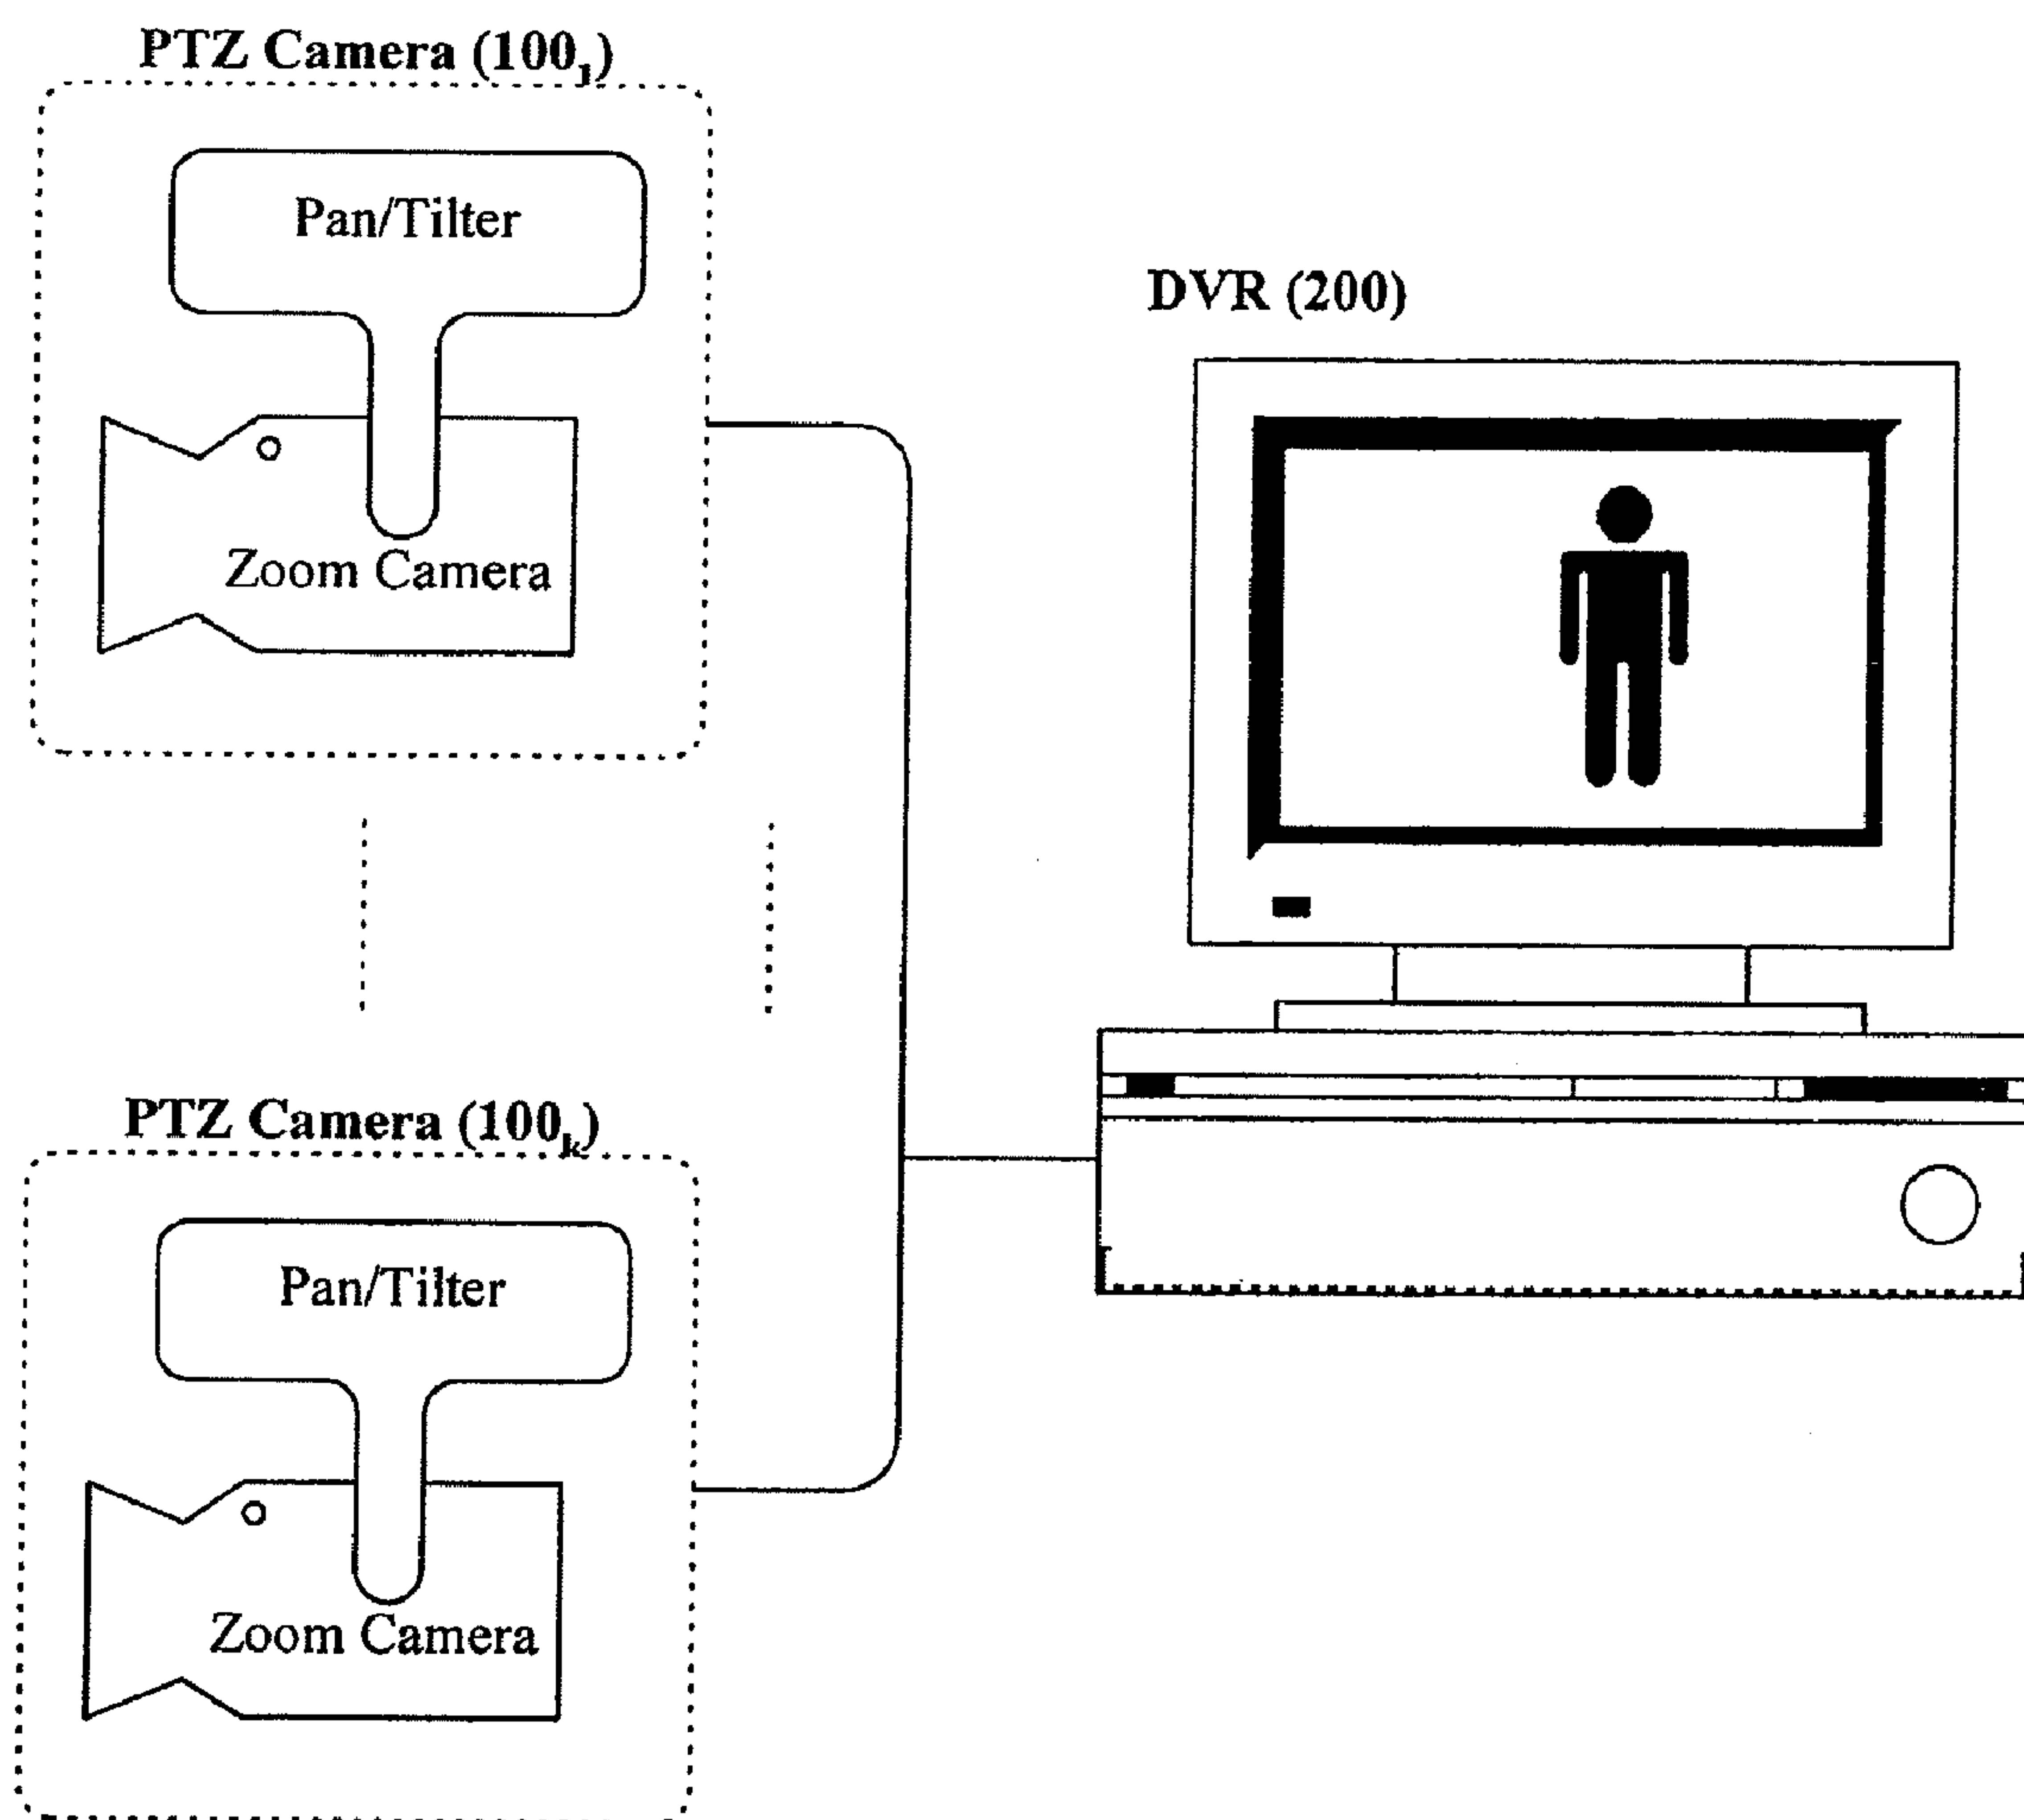 PTZ Camera (100₁)
Pan/Tilter
Zoom Camera
DVR (200)
PTZ Camera (100ₖ)
Pan/Tilter
Zoom Camera